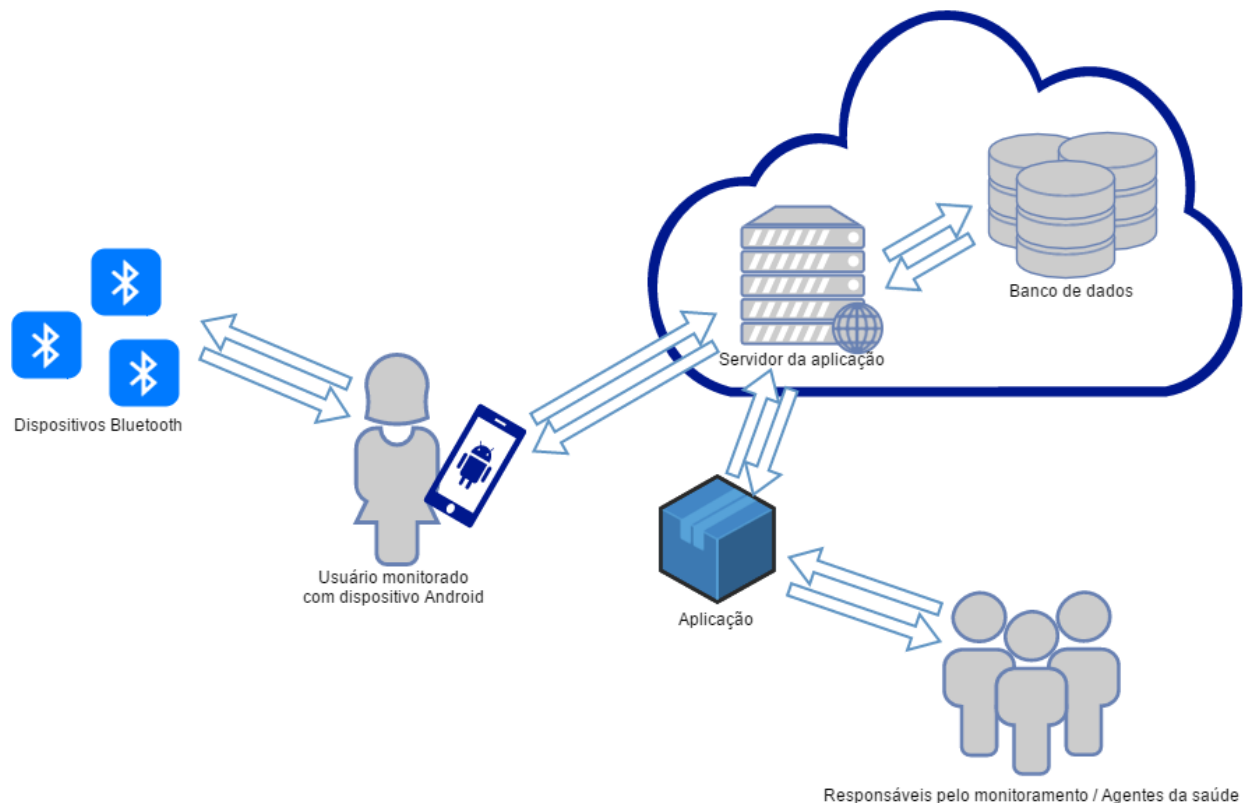 Banco de dados
Servidor da aplicação
Dispositivos Bluetooth
Usuário monitorado
com dispositivo Android
Aplicação
Responsáveis pelo monitoramento / Agentes da saúde